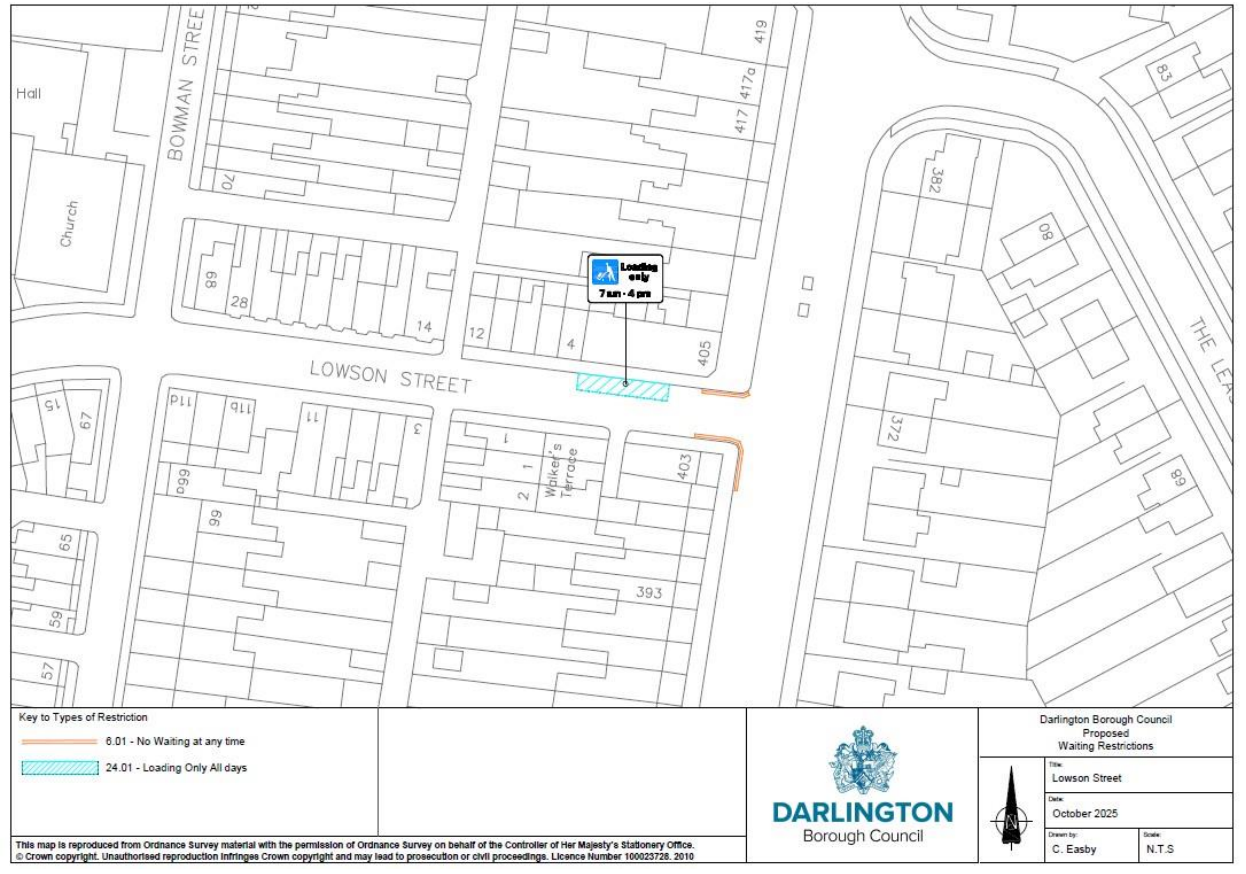 Hall
BOWMAN STREE
419
417a
417
83
70
382
Church
80
68
28
14
12
4
405
Loading
only
7 am - 4 pm
LOWSON STREET
THE LEA
15
67
11d
11b
11
3
1
1
2
Walker's
Terrace
403
372
66a
66
68
65
59
57
393
Key to Types of Restriction
6.01 - No Waiting at any time
24.01 - Loading Only All days
This map is reproduced from Ordnance Survey material with the permission of Ordnance Survey on behalf of the Controller of Her Majesty's Stationery Office.
© Crown copyright. Unauthorised reproduction infringes Crown copyright and may lead to prosecution or civil proceedings. Licence Number 100023728. 2010
DARLINGTON
Borough Council
Darlington Borough Council
Proposed
Waiting Restrictions
N
Title:
Lowson Street
Date:
October 2025
Drawn by:
C. Easby
Scale:
N.T.S